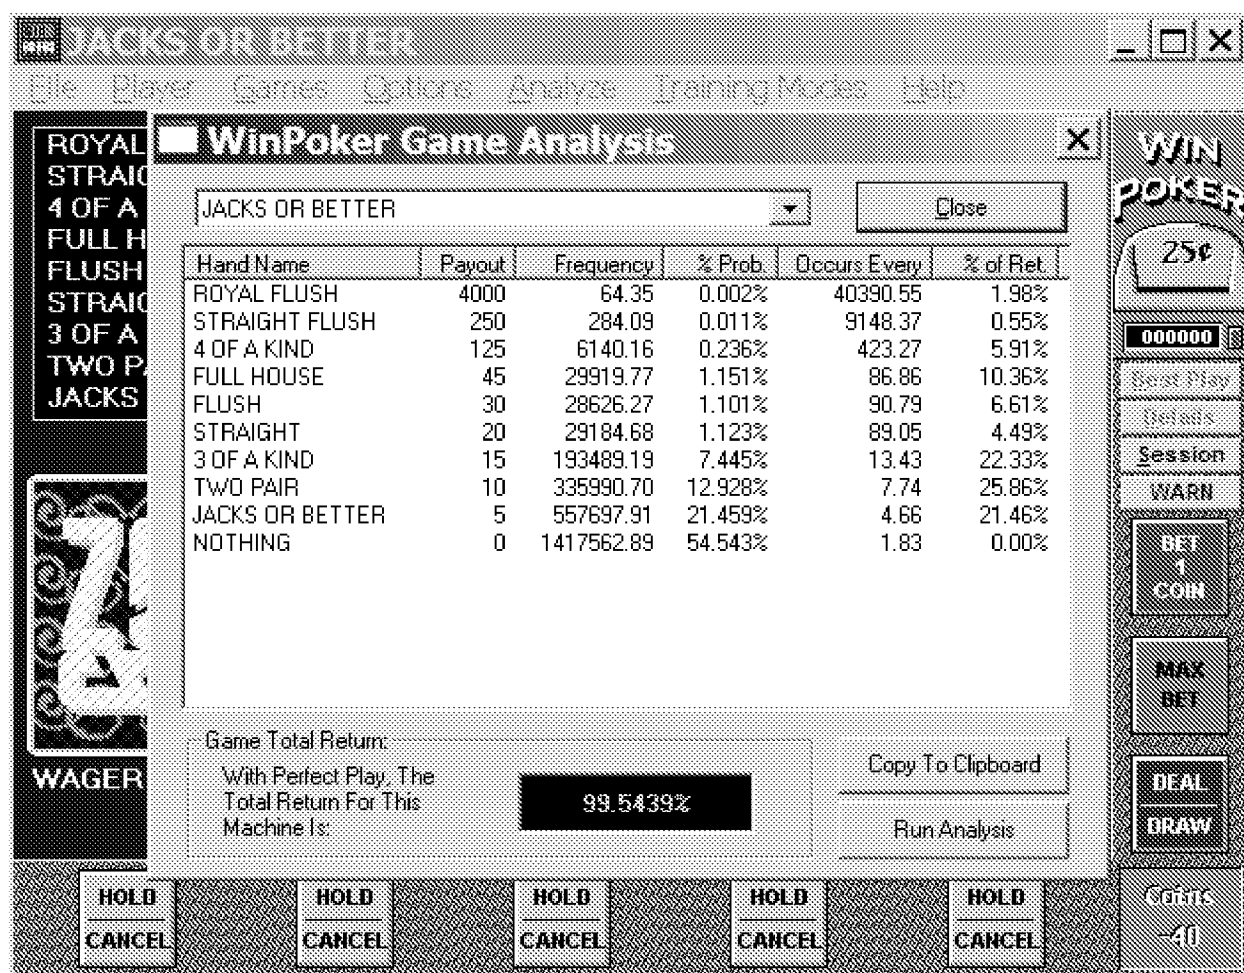 JACKS OR BETTER
File Player Games Options Analyze Training Modes Help
ROYAL
STRAIG
4 OF A
FULL H
FLUSH
STRAIG
3 OF A
TWO PA
JACKS
WinPoker Game Analysis
JACKS OR BETTER Close
Hand Name Payout Frequency % Prob. Occurs Every % of Ret.
ROYAL FLUSH 4000 64.35 0.002% 40390.55 1.98%
STRAIGHT FLUSH 250 284.09 0.011% 9148.37 0.55%
4 OF A KIND 125 6140.16 0.236% 423.27 5.91%
FULL HOUSE 45 29919.77 1.151% 86.86 10.36%
FLUSH 30 28626.27 1.101% 90.79 6.61%
STRAIGHT 20 29184.68 1.123% 89.05 4.49%
3 OF A KIND 15 193489.19 7.445% 13.43 22.33%
TWO PAIR 10 335990.70 12.928% 7.74 25.86%
JACKS OR BETTER 5 557697.91 21.459% 4.66 21.46%
NOTHING 0 1417562.89 54.543% 1.83 0.00%
Game Total Return:
With Perfect Play, The
Total Return For This
Machine Is:
99.5439%
Copy To Clipboard
Run Analysis
WAGER
WIN
POKER
25¢
000000
Best Play
Details
Session
WARN
BET
1
COIN
MAX
BET
DEAL
DRAW
HOLD HOLD HOLD HOLD HOLD
CANCEL CANCEL CANCEL CANCEL CANCEL
Coins
-40